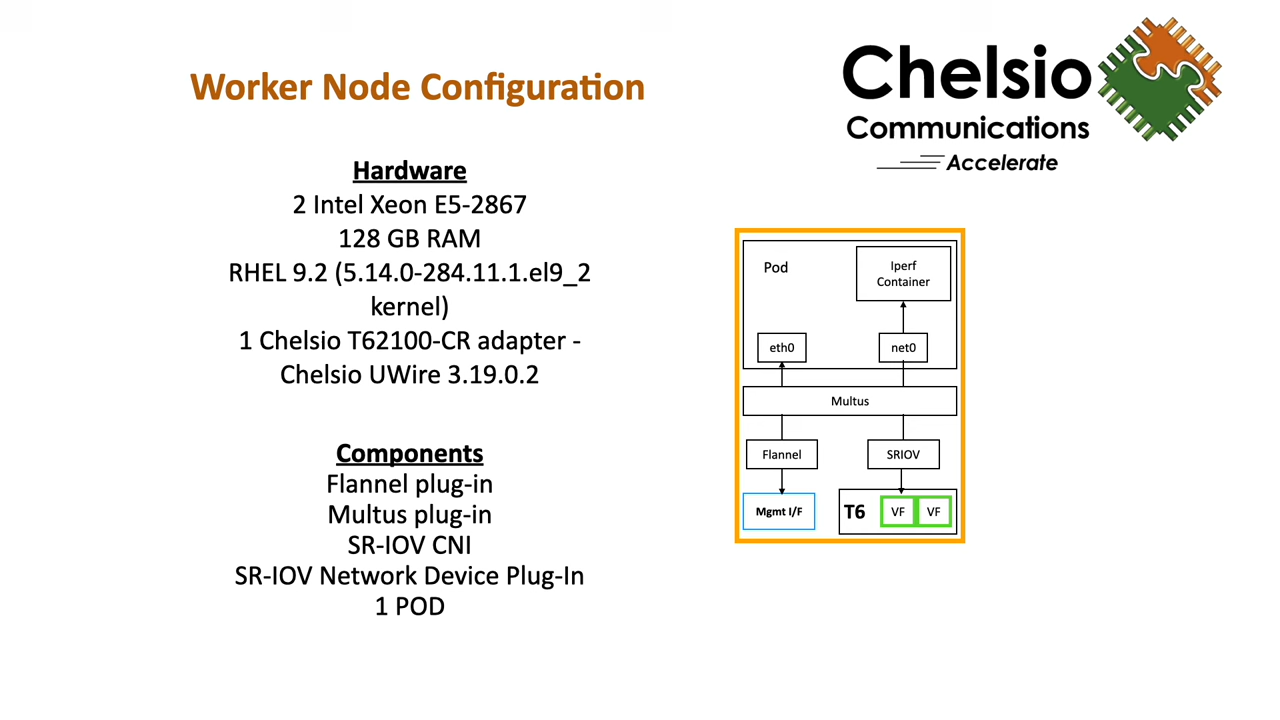 Worker Node Configuration
Chelsio
Communications
Accelerate
Hardware
2 Intel Xeon E5-2867
128 GB RAM
RHEL 9.2 (5.14.0-284.11.1.el9_2
kernel)
1 Chelsio T62100-CR adapter -
Chelsio UWire 3.19.0.2
Components
Flannel plug-in
Multus plug-in
SR-IOV CNI
SR-IOV Network Device Plug-In
1 POD
Pod
Iperf
Container
eth0
net0
Multus
Flannel
SRIOV
Mgmt I/F
T6
VF
VF